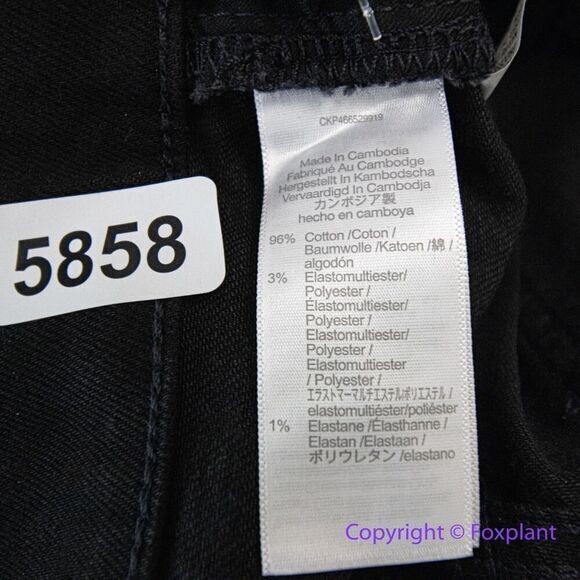 CKP466529919
Made In Cambodia
Fabriqué Au Cambodge
Hergestellt In Kambodscha
Vervaardigd In Cambodja
カンボジア製
hecho en camboya
5858
96% Cotton /Coton /
Baumwolle /Katoen /綿 /
algodón
3% Elastomultiester/
Polyester /
Élastomultiester/
Polyester /
Elastomultiester/
Polyester /
Elastomultiester
/ Polyester /
エラストマーマルチエステル/ポリエステル /
elastomultiéster/poliéster
1% Elastane /Élasthanne /
Elastan /Elastaan /
ポリウレタン /elastano
Copyright © Foxplant